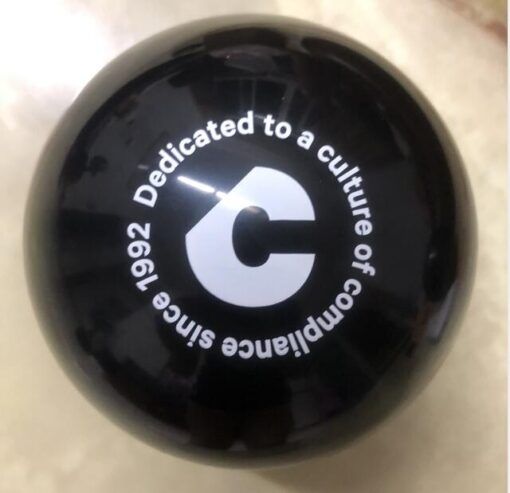 Dedicated to a culture of compliance since 1992
C